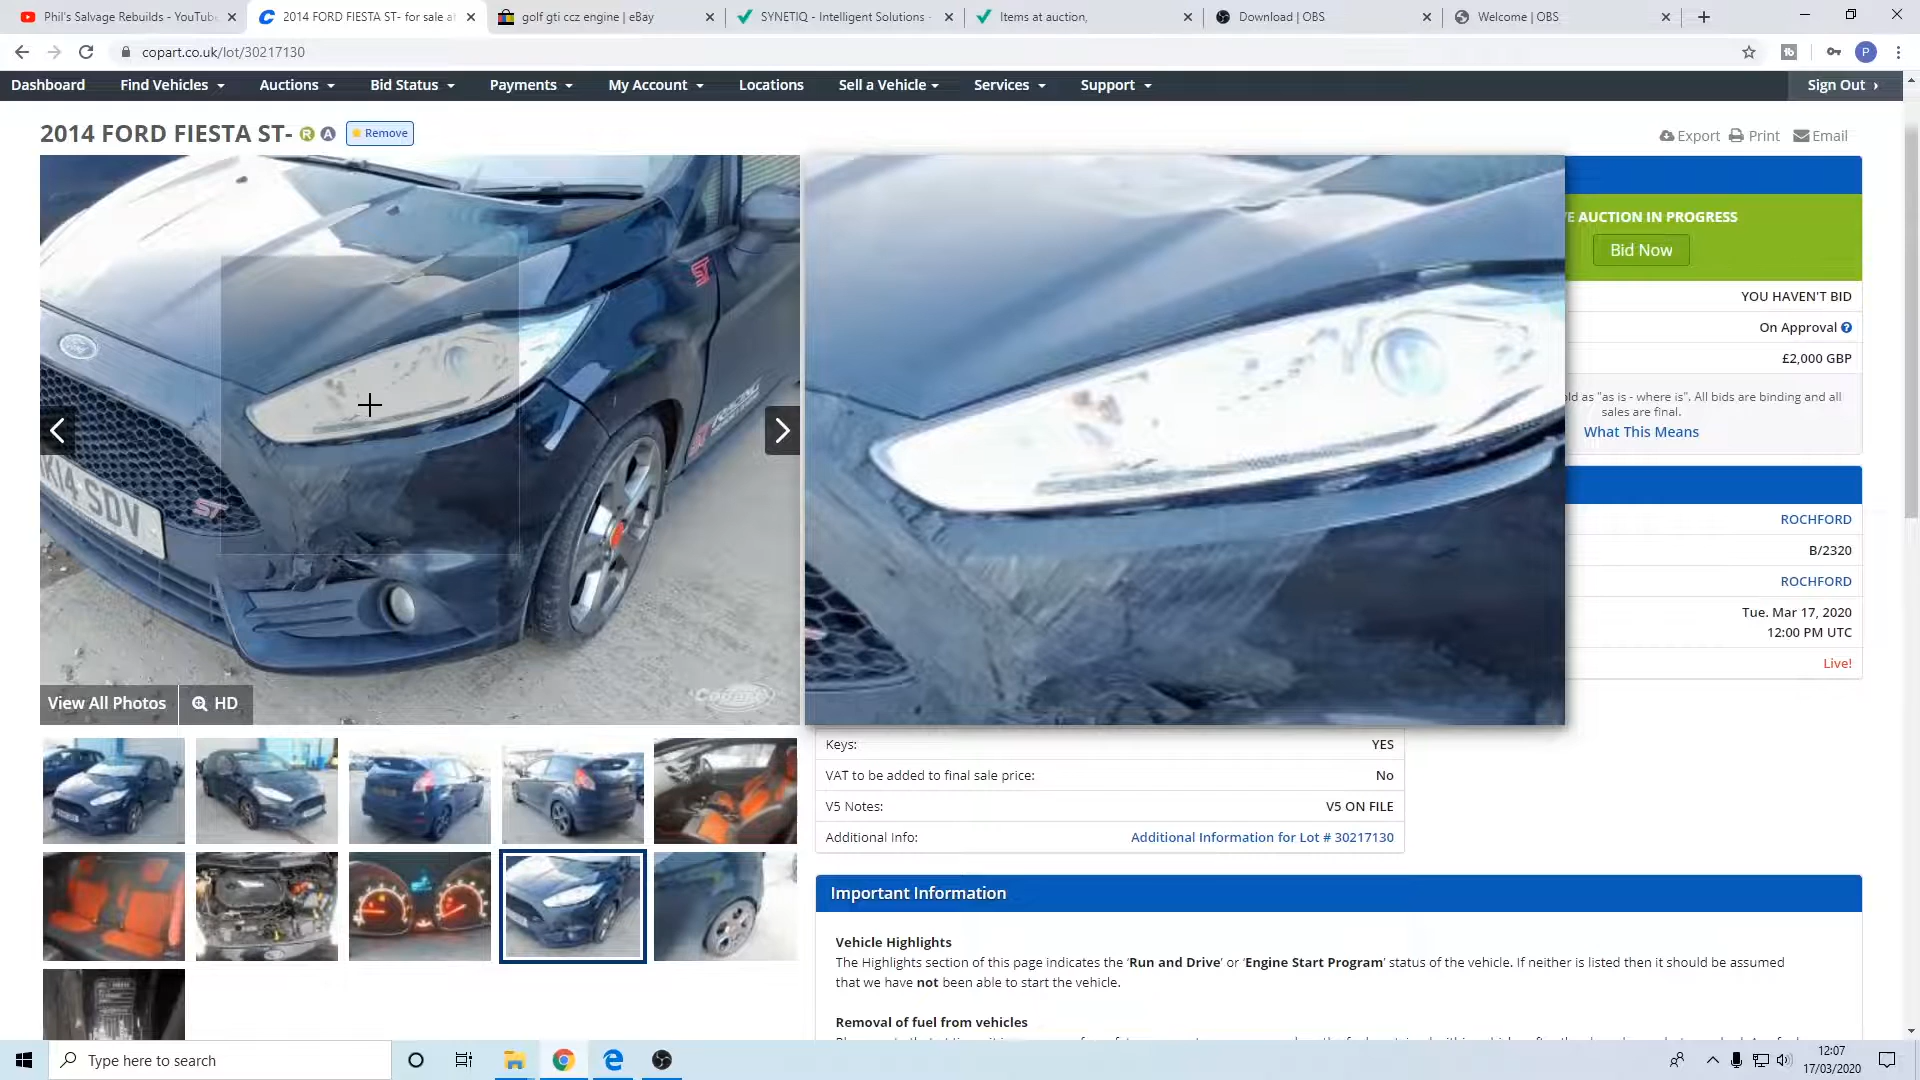 Phil's Salvage Rebuilds - YouTub
2014 FORD FIESTA ST- for sale at
golf gti ccz engine | eBay
SYNETIQ - Intelligent Solutions -
Items at auction,
Download | OBS
Welcome | OBS
copart.co.uk/lot/30217130
P
Dashboard
Find Vehicles
Auctions
Bid Status
Payments
My Account
Locations
Sell a Vehicle
Services
Support
Sign Out
2014 FORD FIESTA ST-
R
A
Remove
Export
Print
Email
E AUCTION IN PROGRESS
Bid Now
YOU HAVEN'T BID
On Approval
£2,000 GBP
ld as "as is - where is". All bids are binding and all
sales are final.
What This Means
ROCHFORD
B/2320
ROCHFORD
Tue. Mar 17, 2020
12:00 PM UTC
Live!
Ford
ST
ST
K14 SDV
Copart
View All Photos
HD
Keys:
YES
VAT to be added to final sale price:
No
V5 Notes:
V5 ON FILE
Additional Info:
Additional Information for Lot # 30217130
Important Information
Vehicle Highlights
The Highlights section of this page indicates the 'Run and Drive' or 'Engine Start Program' status of the vehicle. If neither is listed then it should be assumed
that we have not been able to start the vehicle.
Removal of fuel from vehicles
Type here to search
12:07
17/03/2020